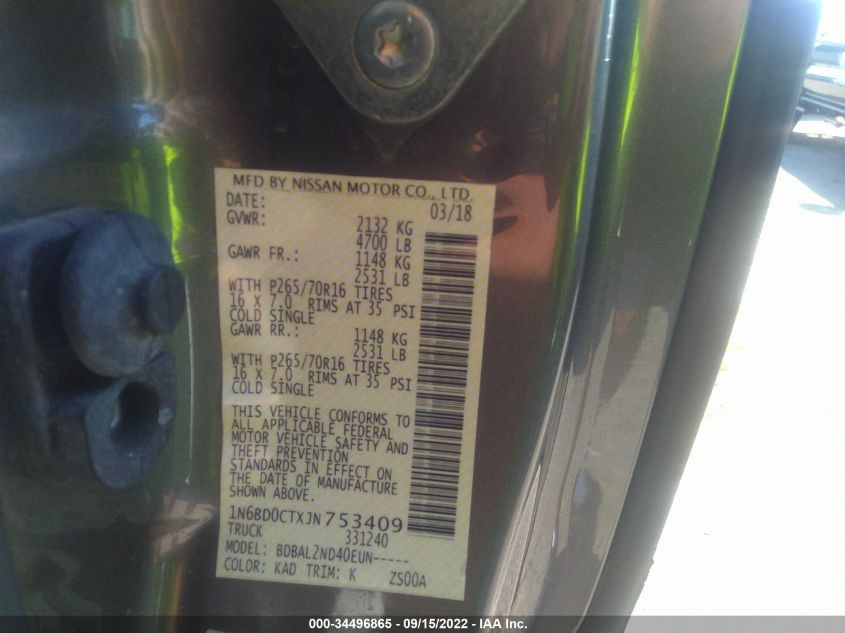 MFD BY NISSAN MOTOR CO., LTD.
DATE: 03/18
GVWR: 2132 KG
4700 LB
GAWR FR.: 1148 KG
2531 LB
WITH P265/70R16 TIRES
16 X 7.0 RIMS AT 35 PSI
COLD SINGLE
GAWR RR.: 1148 KG
2531 LB
WITH P265/70R16 TIRES
16 X 7.0 RIMS AT 35 PSI
COLD SINGLE
THIS VEHICLE CONFORMS TO
ALL APPLICABLE FEDERAL
MOTOR VEHICLE SAFETY AND
THEFT PREVENTION
STANDARDS IN EFFECT ON
THE DATE OF MANUFACTURE
SHOWN ABOVE.
1N6BD0CTXJN753409
TRUCK 331240
MODEL: BDBAL2ND40EUN-----
COLOR: KAD TRIM: K ZS00A
000-34496865 - 09/15/2022 - IAA Inc.